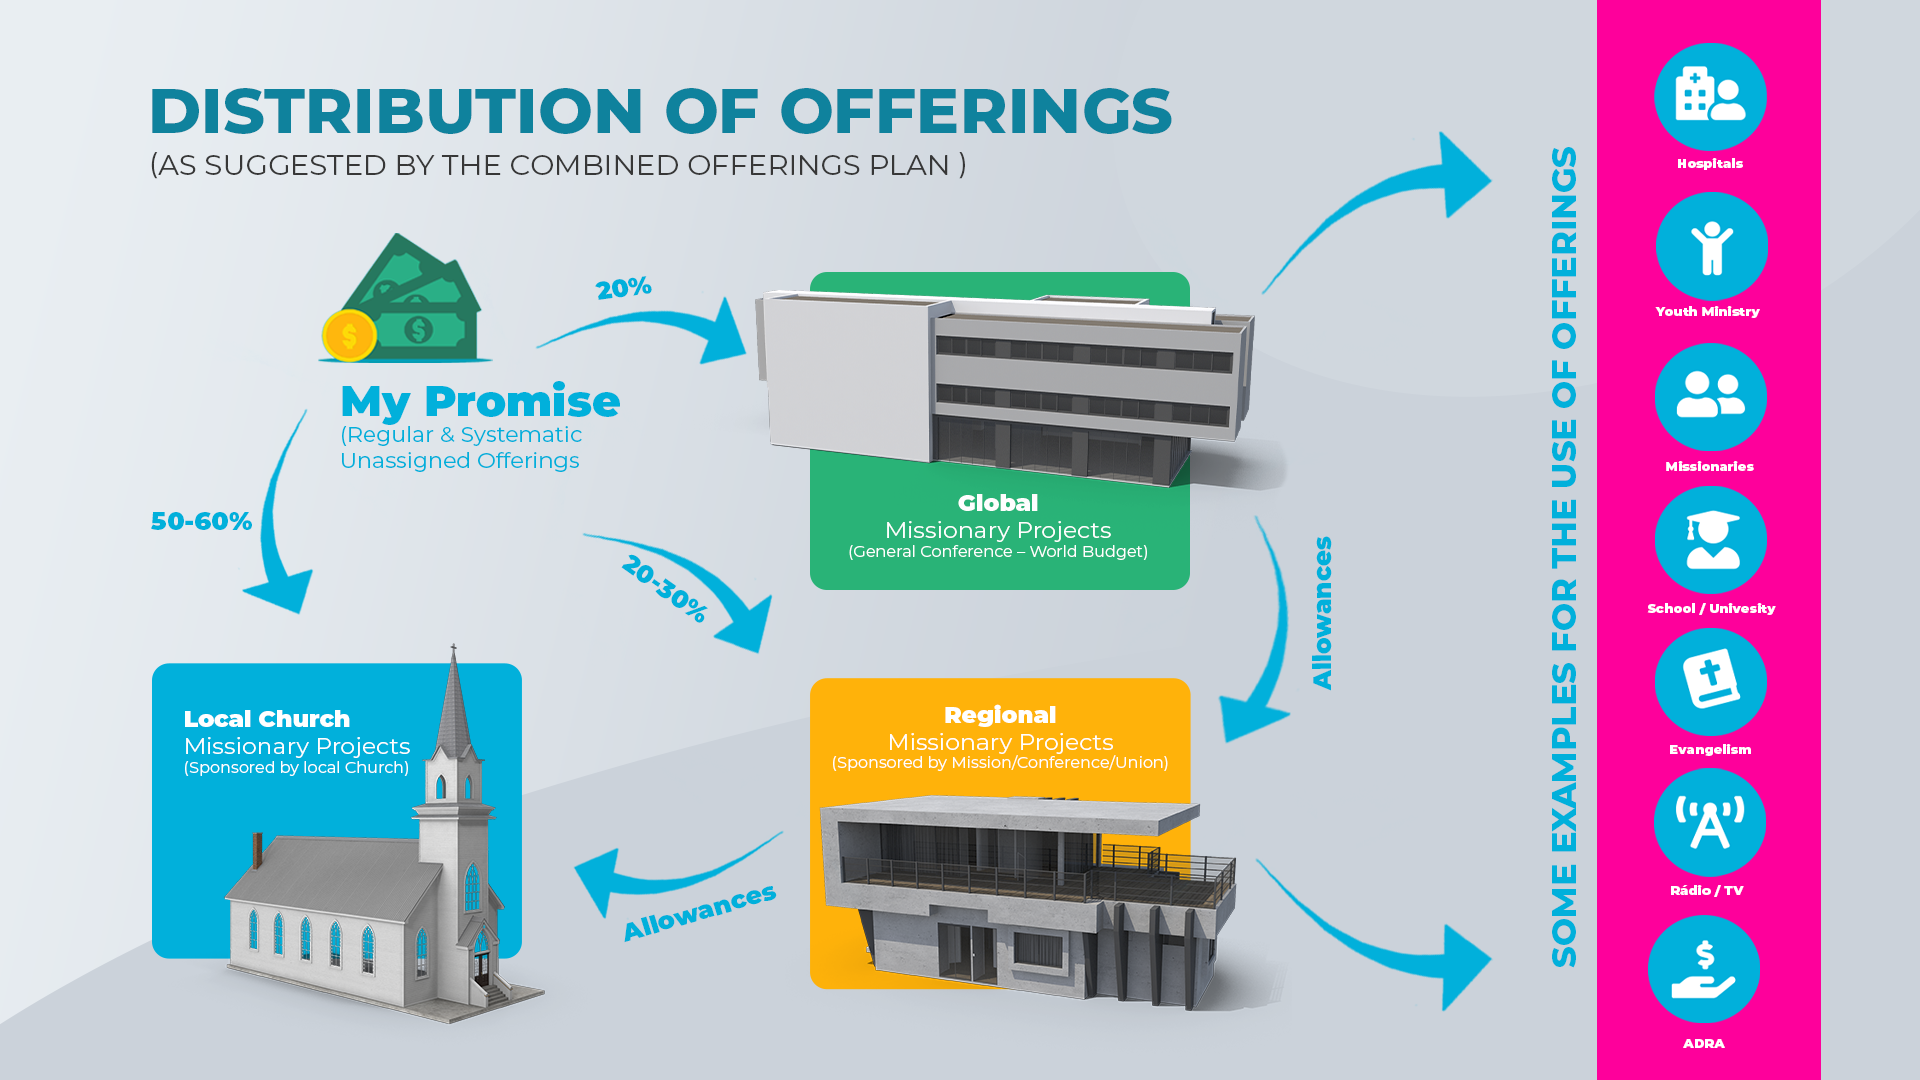 DISTRIBUTION OF OFFERINGS
(AS SUGGESTED BY THE COMBINED OFFERINGS PLAN )
20%
My Promise
(Regular & Systematic
Unassigned Offerings
50-60%
20-30%
Global
Missionary Projects
(General Conference – World Budget)
Allowances
Local Church
Missionary Projects
(Sponsored by local Church)
Regional
Missionary Projects
(Sponsored by Mission/Conference/Union)
Allowances
SOME EXAMPLES FOR THE USE OF OFFERINGS
Hospitals
Youth Ministry
Missionaries
School / Univesity
Evangelism
Rádio / TV
ADRA